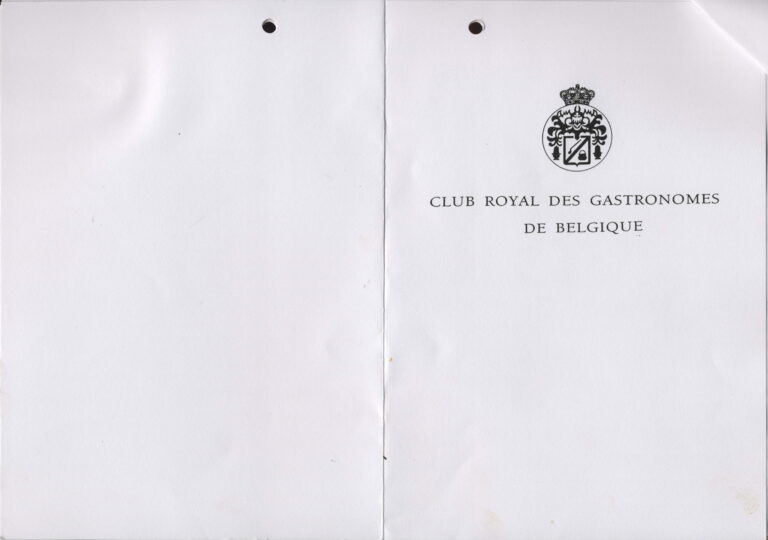 CLUB ROYAL DES GASTRONOMES
DE BELGIQUE